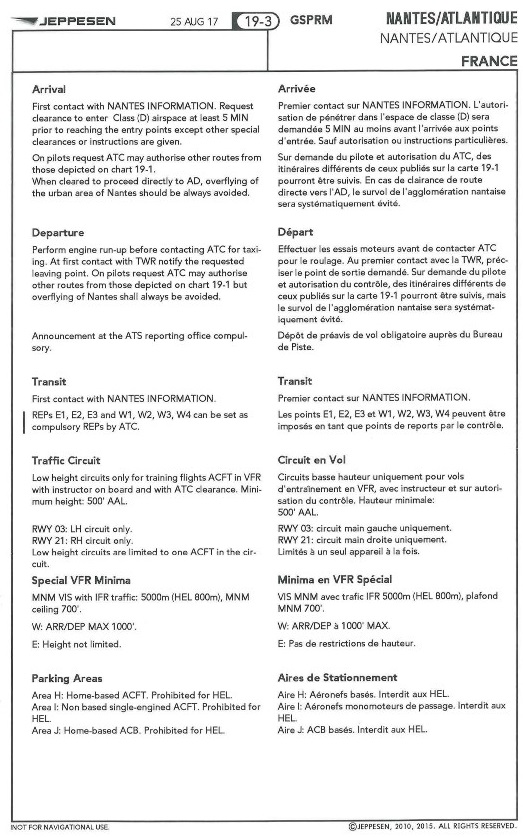 JEPPESEN
25 AUG 17
19-3
GSPRM
NANTES/ATLANTIQUE
NANTES/ATLANTIQUE
FRANCE
Arrival
First contact with NANTES INFORMATION. Request
clearance to enter Class (D) airspace at least 5 MIN
prior to reaching the entry points except other special
clearances or instructions are given.
On pilots request ATC may authorise other routes from
those depicted on chart 19-1.
When cleared to proceed directly to AD, overflying of
the urban area of Nantes should be always avoided.
Departure
Perform engine run-up before contacting ATC for taxi-
ing. At first contact with TWR notify the requested
leaving point. On pilots request ATC may authorise
other routes from those depicted on chart 19-1 but
overflying of Nantes shall always be avoided.
Announcement at the ATS reporting office compul-
sory.
Transit
First contact with NANTES INFORMATION.
REPs E1, E2, E3 and W1, W2, W3, W4 can be set as
compulsory REPs by ATC.
Traffic Circuit
Low height circuits only for training flights ACFT in VFR
with instructor on board and with ATC clearance. Mini-
mum height: 500' AAL.
RWY 03: LH circuit only.
RWY 21: RH circuit only.
Low height circuits are limited to one ACFT in the cir-
cuit.
Special VFR Minima
MNM VIS with IFR traffic: 5000m (HEL 800m), MNM
ceiling 700'.
W: ARR/DEP MAX 1000'.
E: Height not limited.
Parking Areas
Area H: Home-based ACFT. Prohibited for HEL.
Area I: Non based single-engined ACFT. Prohibited for
HEL.
Area J: Home-based ACB. Prohibited for HEL.
Arrivée
Premier contact sur NANTES INFORMATION. L'autori-
sation de pénétrer dans l'espace de classe (D) sera
demandée 5 MIN au moins avant l'arrivée aux points
d'entrée. Sauf autorisation ou instructions particulières.
Sur demande du pilote et autorisation du ATC, des
itinéraires différents de ceux publiés sur la carte 19-1
pourront être suivis. En cas de clairance de route
directe vers l'AD, le survol de l'agglomération nantaise
sera systématiquement évité.
Départ
Effectuer les essais moteurs avant de contacter ATC
pour le roulage. Au premier contact avec la TWR, préc-
iser le point de sortie demandé. Sur demande du pilote
et autorisation du contrôle, des itinéraires différents de
ceux publiés sur la carte 19-1 pourront être suivis, mais
le survol de l'agglomération nantaise sera systémat-
iquement évité.
Dépôt de préavis de vol obligatoire auprès du Bureau
de Piste.
Transit
Premier contact sur NANTES INFORMATION.
Les points E1, E2, E3 et W1, W2, W3, W4 peuvent être
imposés en tant que points de reports par le contrôle.
Circuit en Vol
Circuits basse hauteur uniquement pour vols
d'entraînement en VFR, avec instructeur et sur autori-
sation du contrôle. Hauteur minimale:
500' AAL.
RWY 03: circuit main gauche uniquement.
RWY 21: circuit main droite uniquement.
Limités à un seul appareil à la fois.
Minima en VFR Spécial
VIS MNM avec trafic IFR 5000m (HEL 800m), plafond
MNM 700'.
W: ARR/DEP à 1000' MAX.
E: Pas de restrictions de hauteur.
Aires de Stationnement
Aire H: Aéronefs basés. Interdit aux HEL.
Aire I: Aéronefs monomoteurs de passage. Interdit aux
HEL.
Aire J: ACB basés. Interdit aux HEL.
NOT FOR NAVIGATIONAL USE.
©JEPPESEN, 2010, 2015. ALL RIGHTS RESERVED.